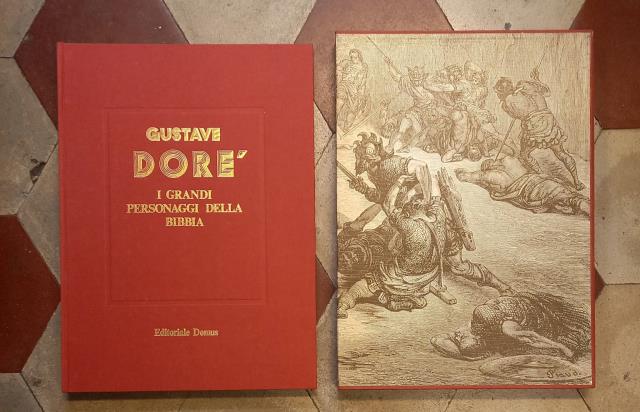 GUSTAVE
DORE´
I GRANDI
PERSONAGGI DELLA
BIBBIA
Editoriale Domus